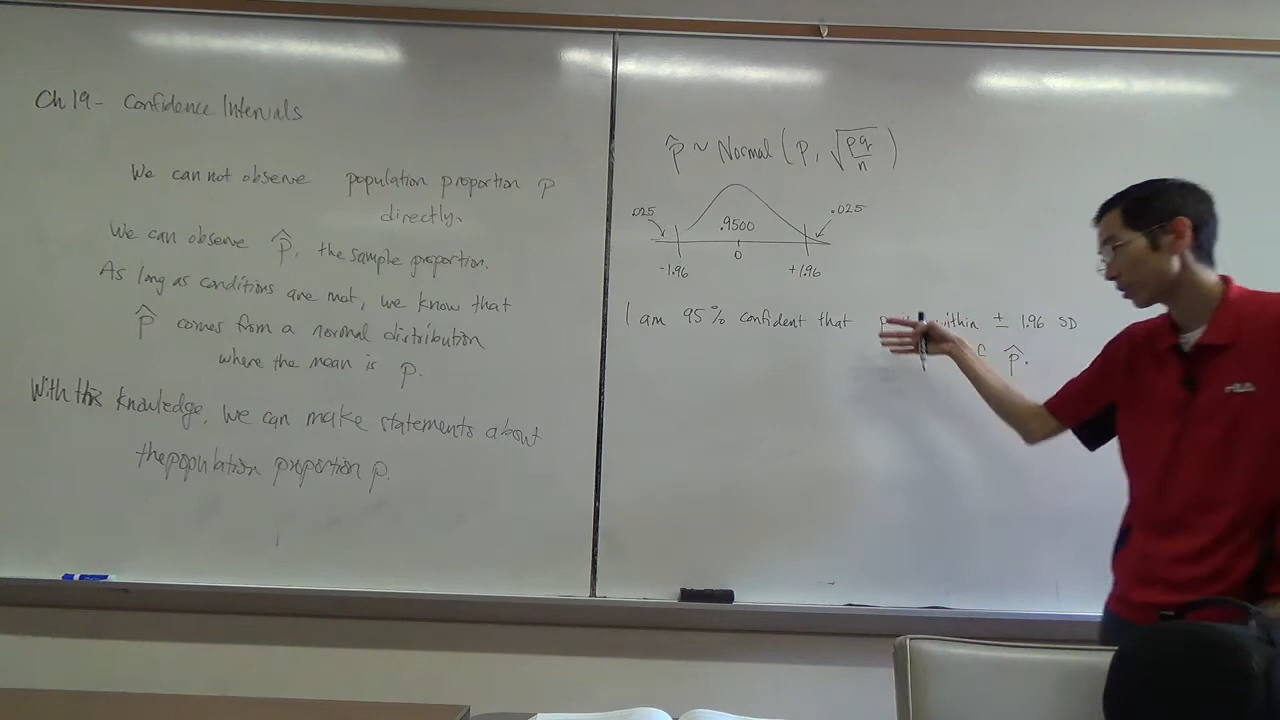 Ch 19 - Confidence Intervals
We can not observe population proportion p
directly.
We can observe p̂, the sample proportion.
As long as conditions are met, we know that
p̂ comes from a normal distribution
where the mean is p.
With this knowledge, we can make statements about
the population proportion p.
p̂ ~ Normal (p, √(pq/n))
.025 .9500 .025
-1.96 0 +1.96
I am 95% confident that p within ± 1.96 SD
p̂.
FILA